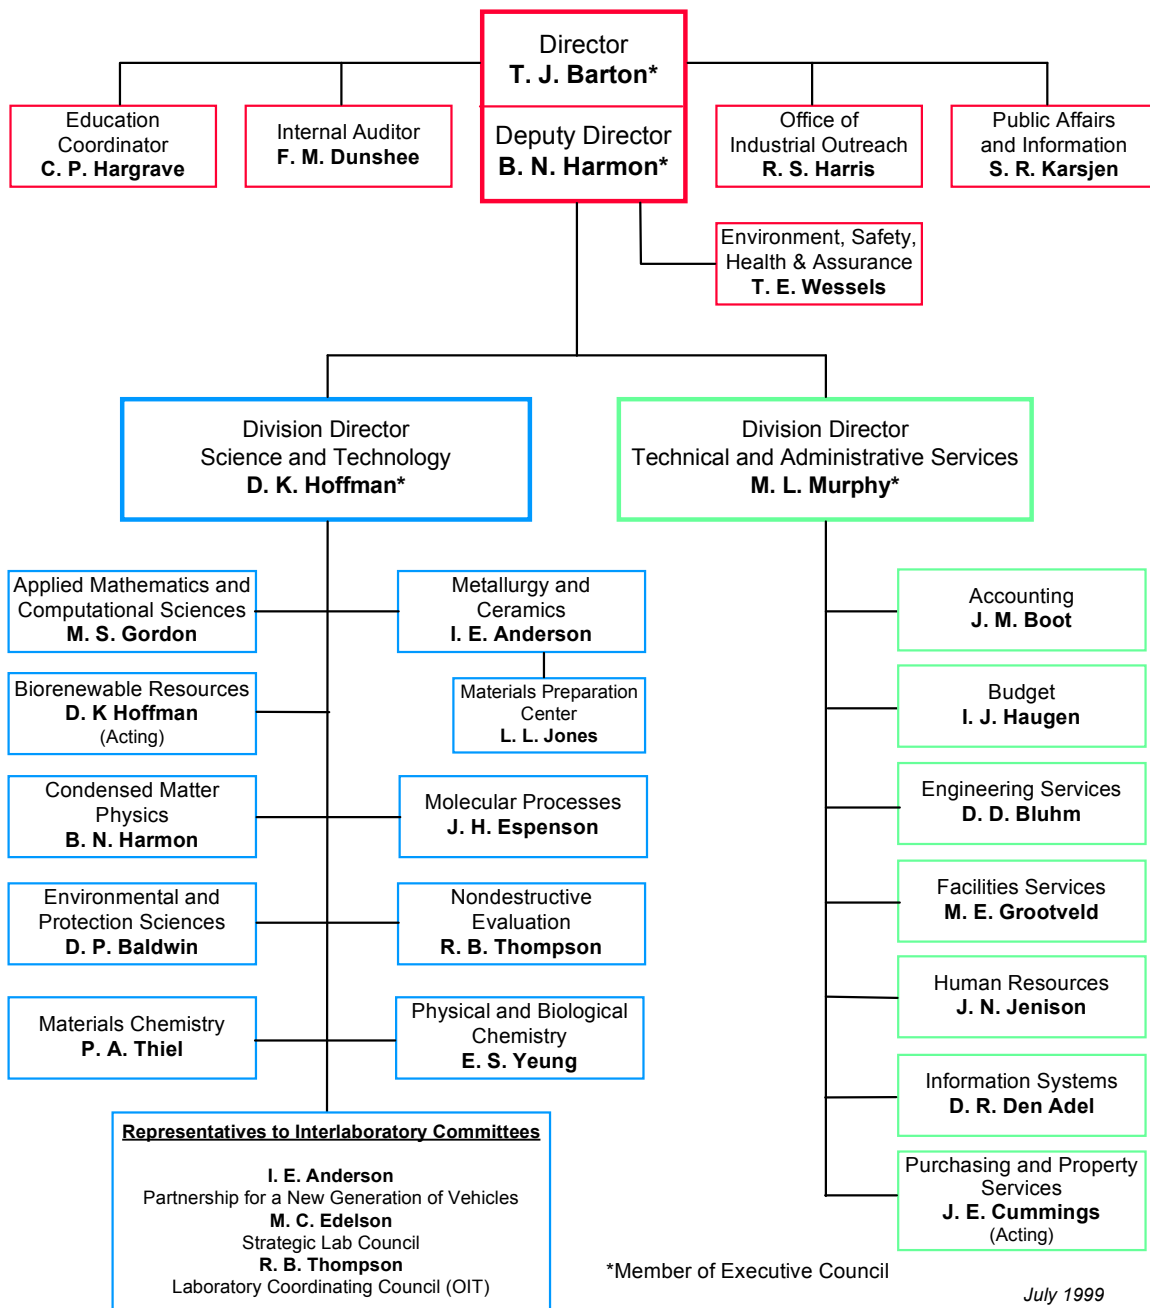 Director
T. J. Barton*
Deputy Director
B. N. Harmon*
Education
Coordinator
C. P. Hargrave
Internal Auditor
F. M. Dunshee
Office of
Industrial Outreach
R. S. Harris
Public Affairs
and Information
S. R. Karsjen
Environment, Safety,
Health & Assurance
T. E. Wessels
Division Director
Science and Technology
D. K. Hoffman*
Division Director
Technical and Administrative Services
M. L. Murphy*
Applied Mathematics and
Computational Sciences
M. S. Gordon
Metallurgy and
Ceramics
I. E. Anderson
Biorenewable Resources
D. K Hoffman
(Acting)
Materials Preparation
Center
L. L. Jones
Condensed Matter
Physics
B. N. Harmon
Molecular Processes
J. H. Espenson
Environmental and
Protection Sciences
D. P. Baldwin
Nondestructive
Evaluation
R. B. Thompson
Materials Chemistry
P. A. Thiel
Physical and Biological
Chemistry
E. S. Yeung
Representatives to Interlaboratory Committees
I. E. Anderson
Partnership for a New Generation of Vehicles
M. C. Edelson
Strategic Lab Council
R. B. Thompson
Laboratory Coordinating Council (OIT)
Accounting
J. M. Boot
Budget
I. J. Haugen
Engineering Services
D. D. Bluhm
Facilities Services
M. E. Grootveld
Human Resources
J. N. Jenison
Information Systems
D. R. Den Adel
Purchasing and Property
Services
J. E. Cummings
(Acting)
*Member of Executive Council
July 1999